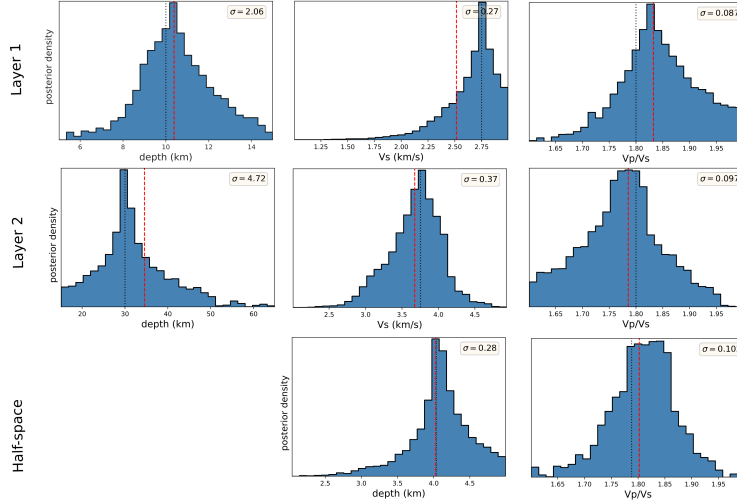 Layer 1
posterior density
σ = 2.06
6 8 10 12 14
depth (km)
σ = 0.27
1.25 1.50 1.75 2.00 2.25 2.50 2.75
Vs (km/s)
σ = 0.087
1.65 1.70 1.75 1.80 1.85 1.90 1.95
Vp/Vs
Layer 2
posterior density
σ = 4.72
20 30 40 50 60
depth (km)
σ = 0.37
2.5 3.0 3.5 4.0 4.5
Vs (km/s)
σ = 0.097
1.65 1.70 1.75 1.80 1.85 1.90 1.95
Vp/Vs
Half-space
posterior density
σ = 0.28
2.5 3.0 3.5 4.0 4.5
depth (km)
1.65 1.70 1.75 1.80 1.85 1.90 1.95
Vp/Vs